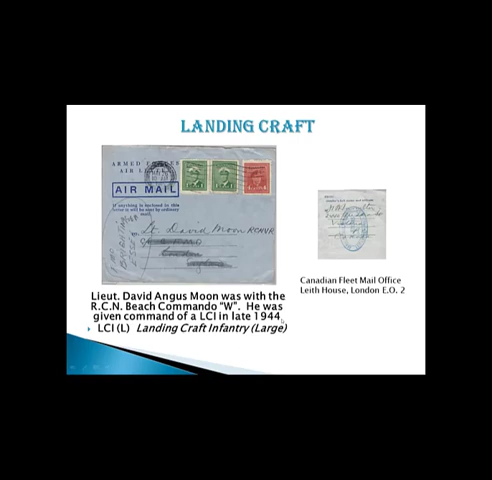 LANDING CRAFT
ARMED FORCES
AIR LETTER
AIR MAIL
If anything is enclosed in this
letter it will be sent by ordinary
mail.
Lt. David Moon RCNVR
London
England
Canadian Fleet Mail Office
Leith House, London E.O. 2
Lieut. David Angus Moon was with the
R.C.N. Beach Commando “W”. He was
given command of a LCI in late 1944.
LCI (L) Landing Craft Infantry (Large)